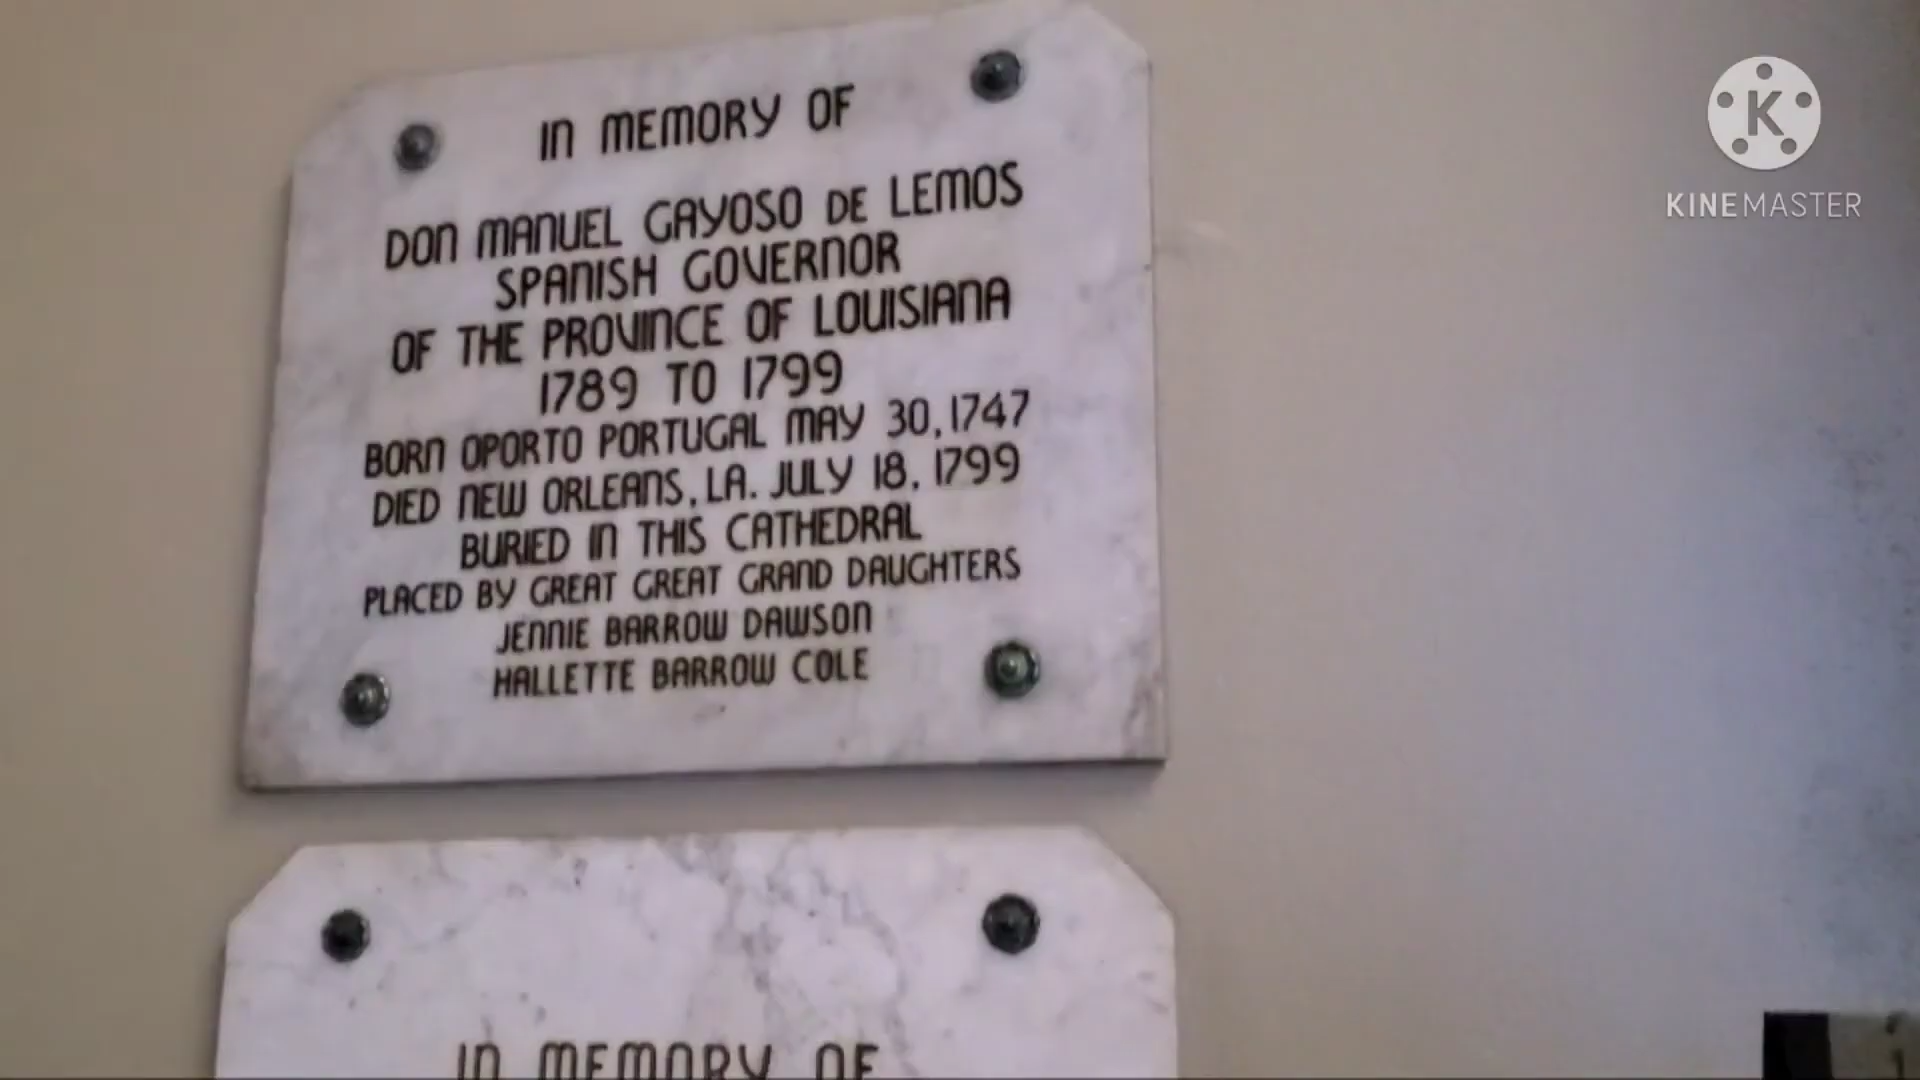 IN MEMORY OF
DON MANUEL GAYOSO DE LEMOS
SPANISH GOVERNOR
OF THE PROVINCE OF LOUISIANA
1789 TO 1799
BORN OPORTO PORTUGAL MAY 30, 1747
DIED NEW ORLEANS, LA. JULY 18, 1799
BURIED IN THIS CATHEDRAL
PLACED BY GREAT GREAT GRAND DAUGHTERS
JENNIE BARROW DAWSON
HALLETTE BARROW COLE
IN MEMORY OF
K
KINEMASTER